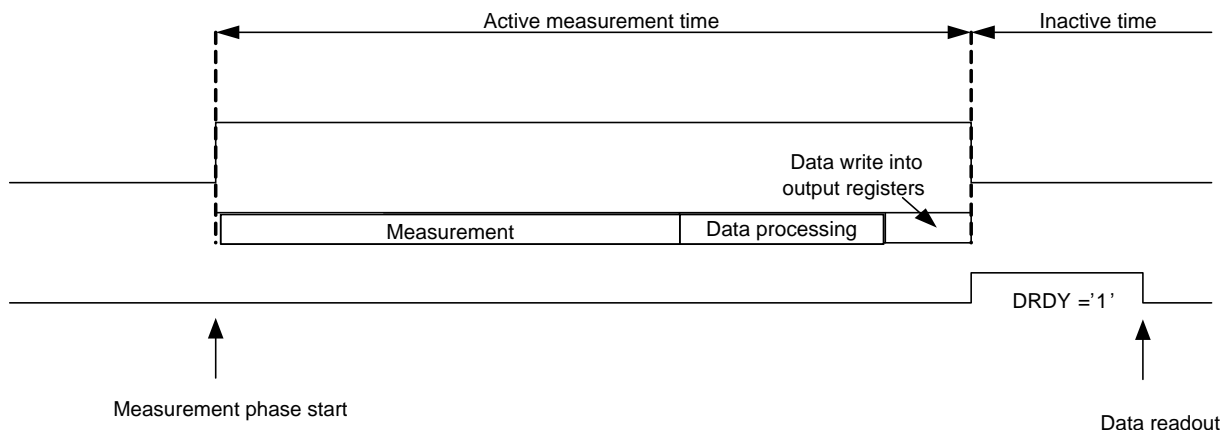 Active measurement time
Inactive time
Data write into
output registers
Measurement
Data processing
DRDY ='1'
Measurement phase start
Data readout